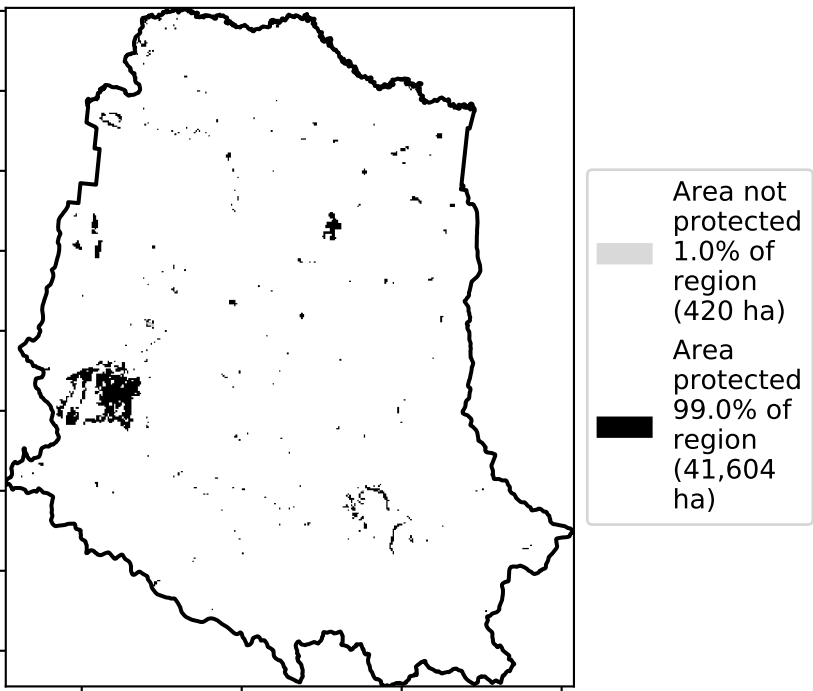 Area not
protected
1.0% of
region
(420 ha)
Area
protected
99.0% of
region
(41,604
ha)